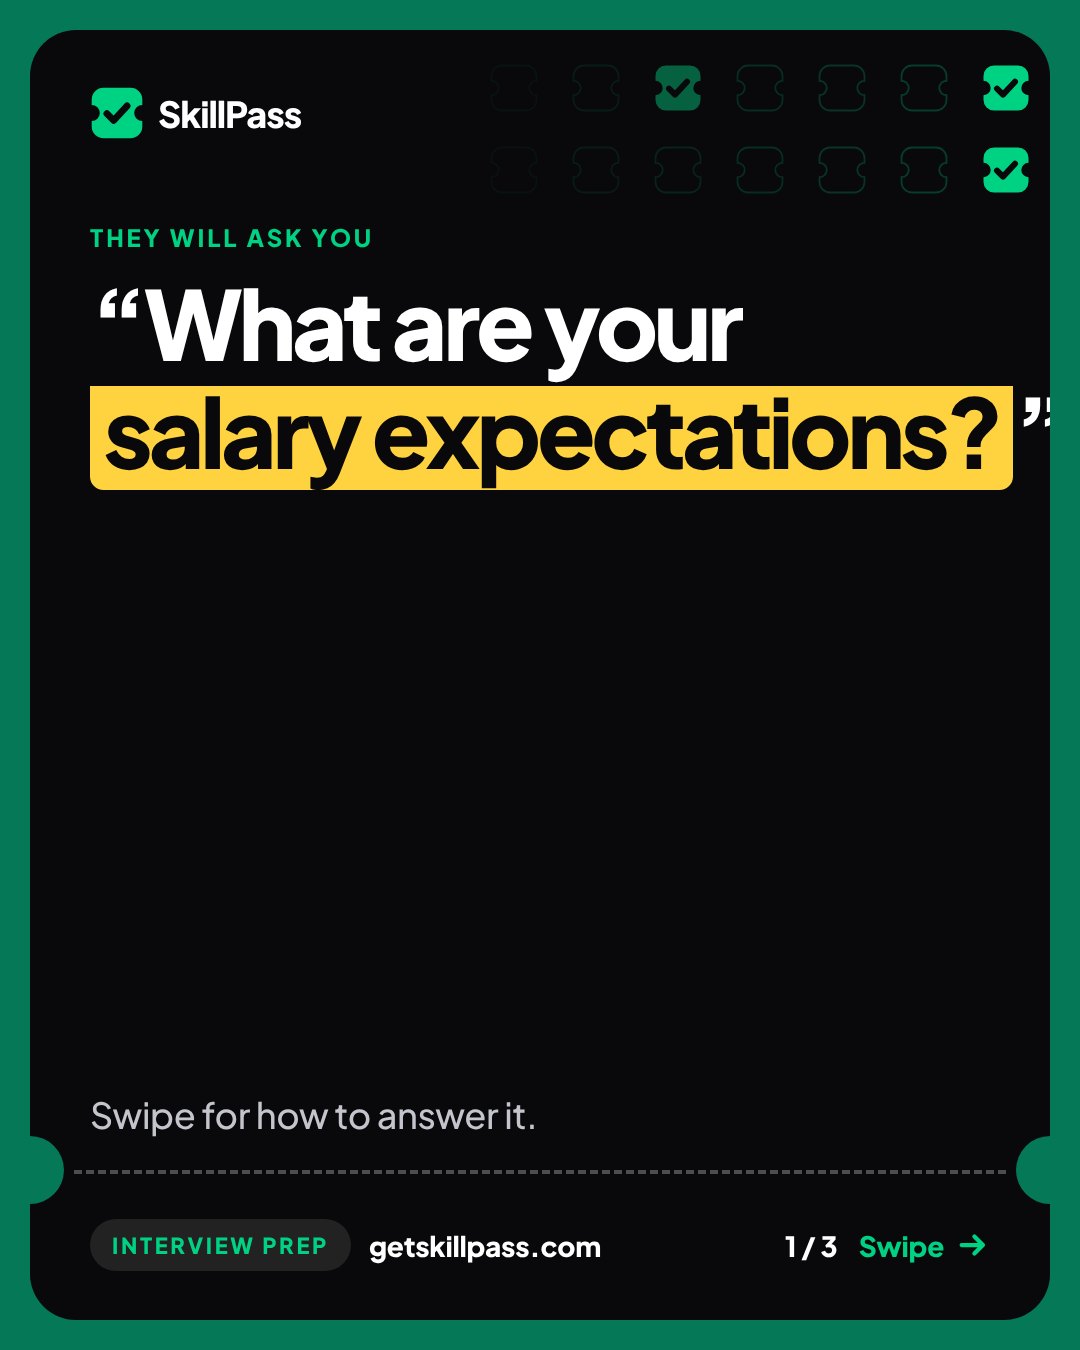 SkillPass
THEY WILL ASK YOU
“What are your
salary expectations?”
Swipe for how to answer it.
INTERVIEW PREP getskillpass.com 1 / 3 Swipe →